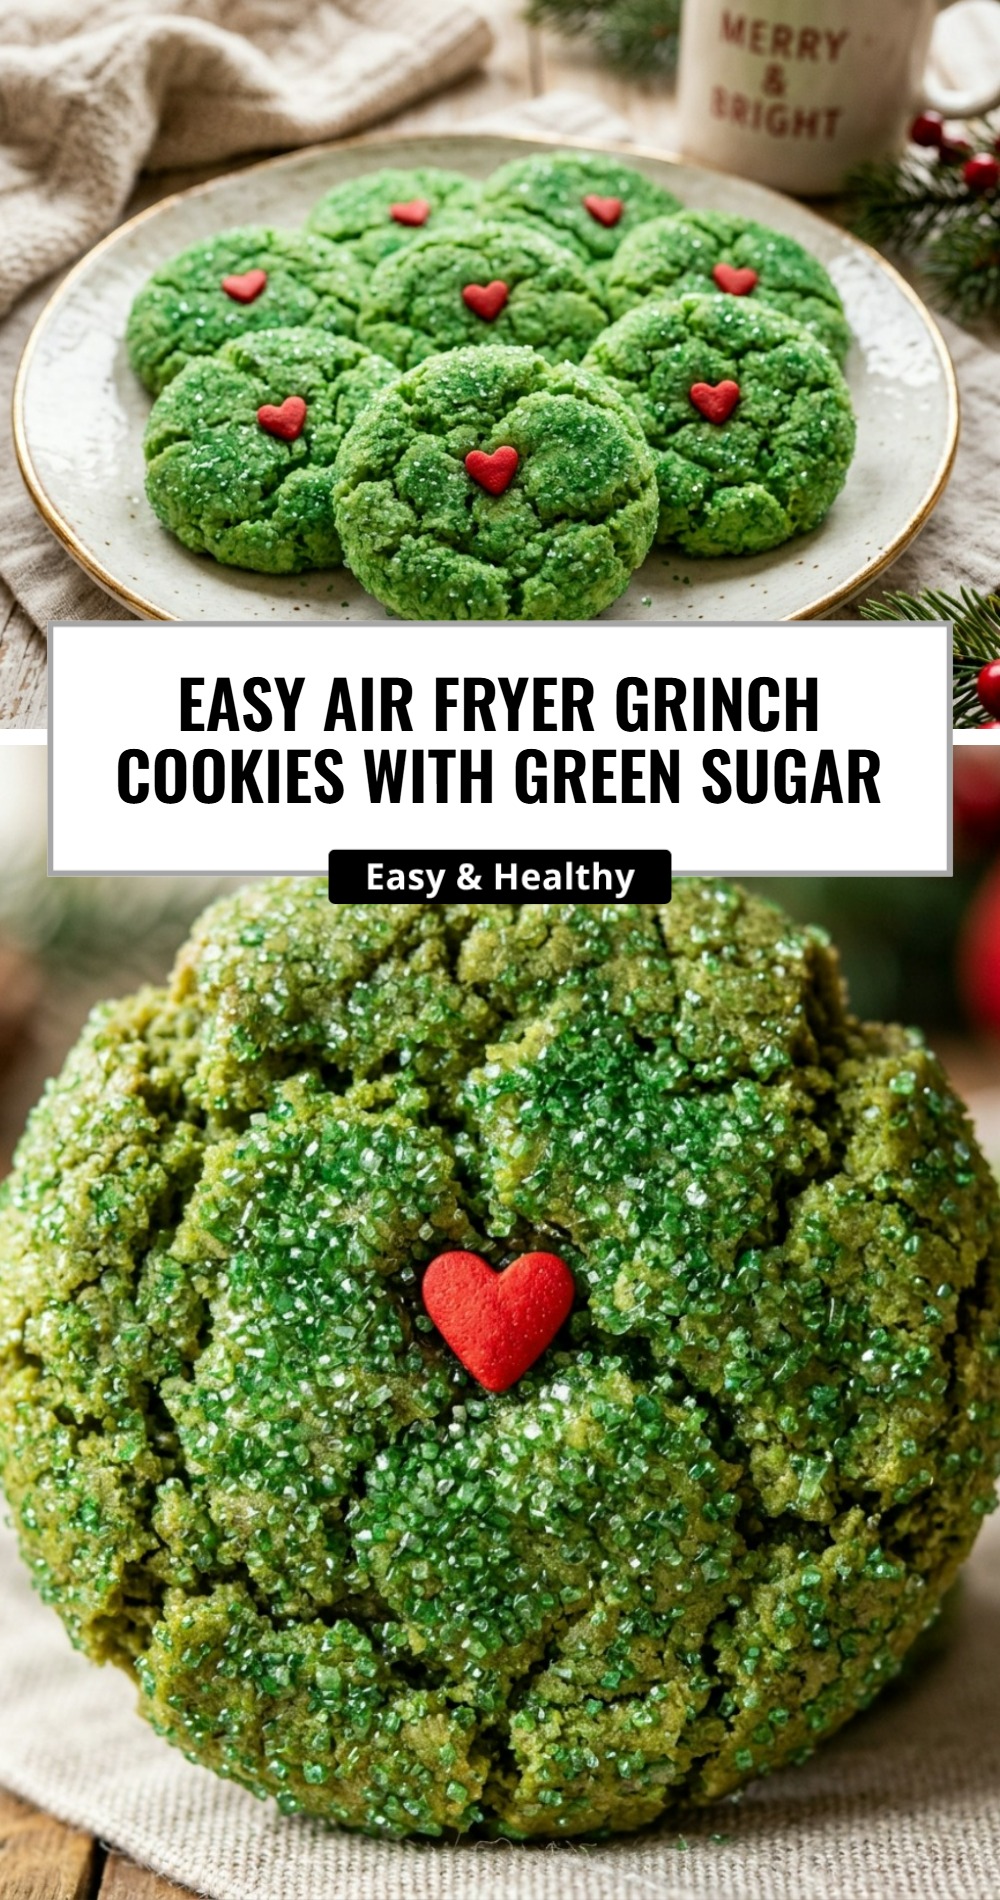 MERRY
&
BRIGHT
EASY AIR FRYER GRINCH
COOKIES WITH GREEN SUGAR
Easy & Healthy